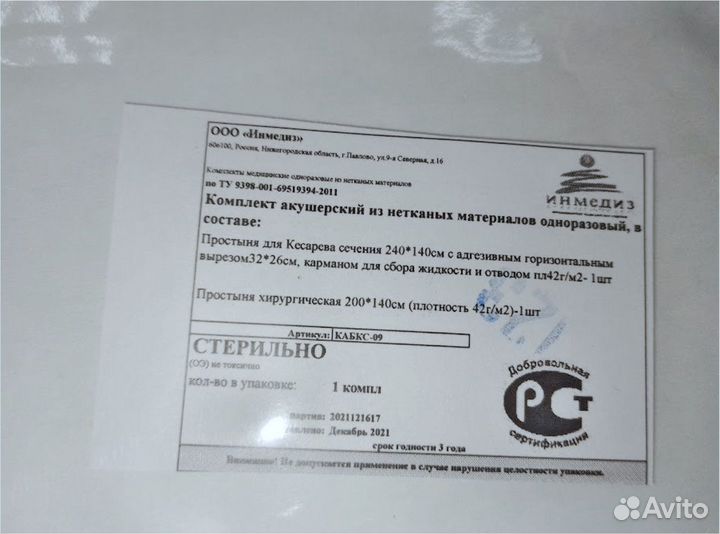 ООО «Инмедиз»
606100, Россия, Нижегородская область, г.Павлово, ул.9-я Северная, д.16
Комплекты медицинские одноразовые из нетканых материалов
по ТУ 9398-001-69519394-2011
инмедиз
Комплект акушерский из нетканых материалов одноразовый, в
составе:
Простыня для Кесарева сечения 240*140см с адгезивным горизонтальным
вырезом32*26см, карманом для сбора жидкости и отводом пл42г/м2- 1шт
Простыня хирургическая 200*140см (плотность 42г/м2)-1шт
Артикул: КАБКС-09
СТЕРИЛЬНО
(ОЭ) не токсично
кол-во в упаковке: 1 компл
партия: 2021121617
Декабрь 2021
срок годности 3 года
Добровольная
РСТ
сертификация
Внимание! Не допускается применение в случае нарушения целостности упаковки.
Avito